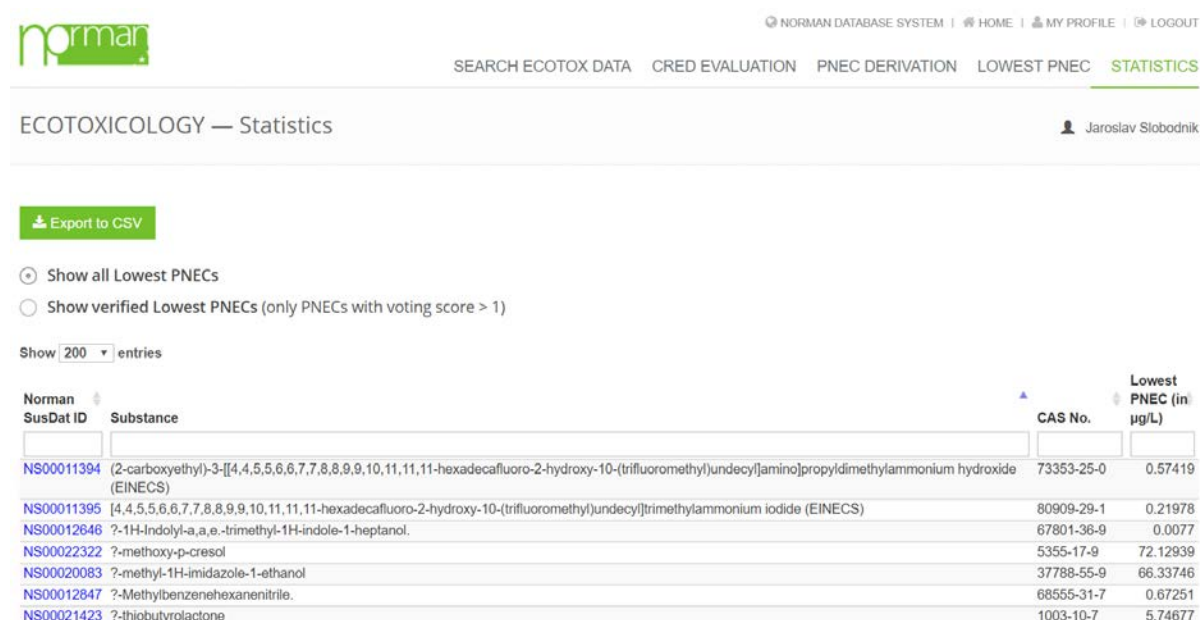 norman
NORMAN DATABASE SYSTEM | HOME | MY PROFILE | LOGOUT
SEARCH ECOTOX DATA CRED EVALUATION PNEC DERIVATION LOWEST PNEC STATISTICS
ECOTOXICOLOGY — Statistics
Jaroslav Slobodnik
Export to CSV
Show all Lowest PNECs
Show verified Lowest PNECs (only PNECs with voting score > 1)
Show 200 entries
Norman SusDat ID Substance CAS No. Lowest PNEC (in µg/L)
NS00011394 (2-carboxyethyl)-3-[[4,4,5,5,6,6,7,7,8,8,9,9,10,11,11,11-hexadecafluoro-2-hydroxy-10-(trifluoromethyl)undecyl]amino]propyldimethylammonium hydroxide 73353-25-0 0.57419
(EINECS)
NS00011395 [4,4,5,5,6,6,7,7,8,8,9,9,10,11,11,11-hexadecafluoro-2-hydroxy-10-(trifluoromethyl)undecyl]trimethylammonium iodide (EINECS) 80909-29-1 0.21978
NS00012646 ?-1H-Indolyl-a,a,e.-trimethyl-1H-indole-1-heptanol. 67801-36-9 0.0077
NS00022322 ?-methoxy-p-cresol 5355-17-9 72.12939
NS00020083 ?-methyl-1H-imidazole-1-ethanol 37788-55-9 66.33746
NS00012847 ?-Methylbenzenehexanenitrile. 68555-31-7 0.67251
NS00021423 ?-thiobutyrolactone 1003-10-7 5.74677